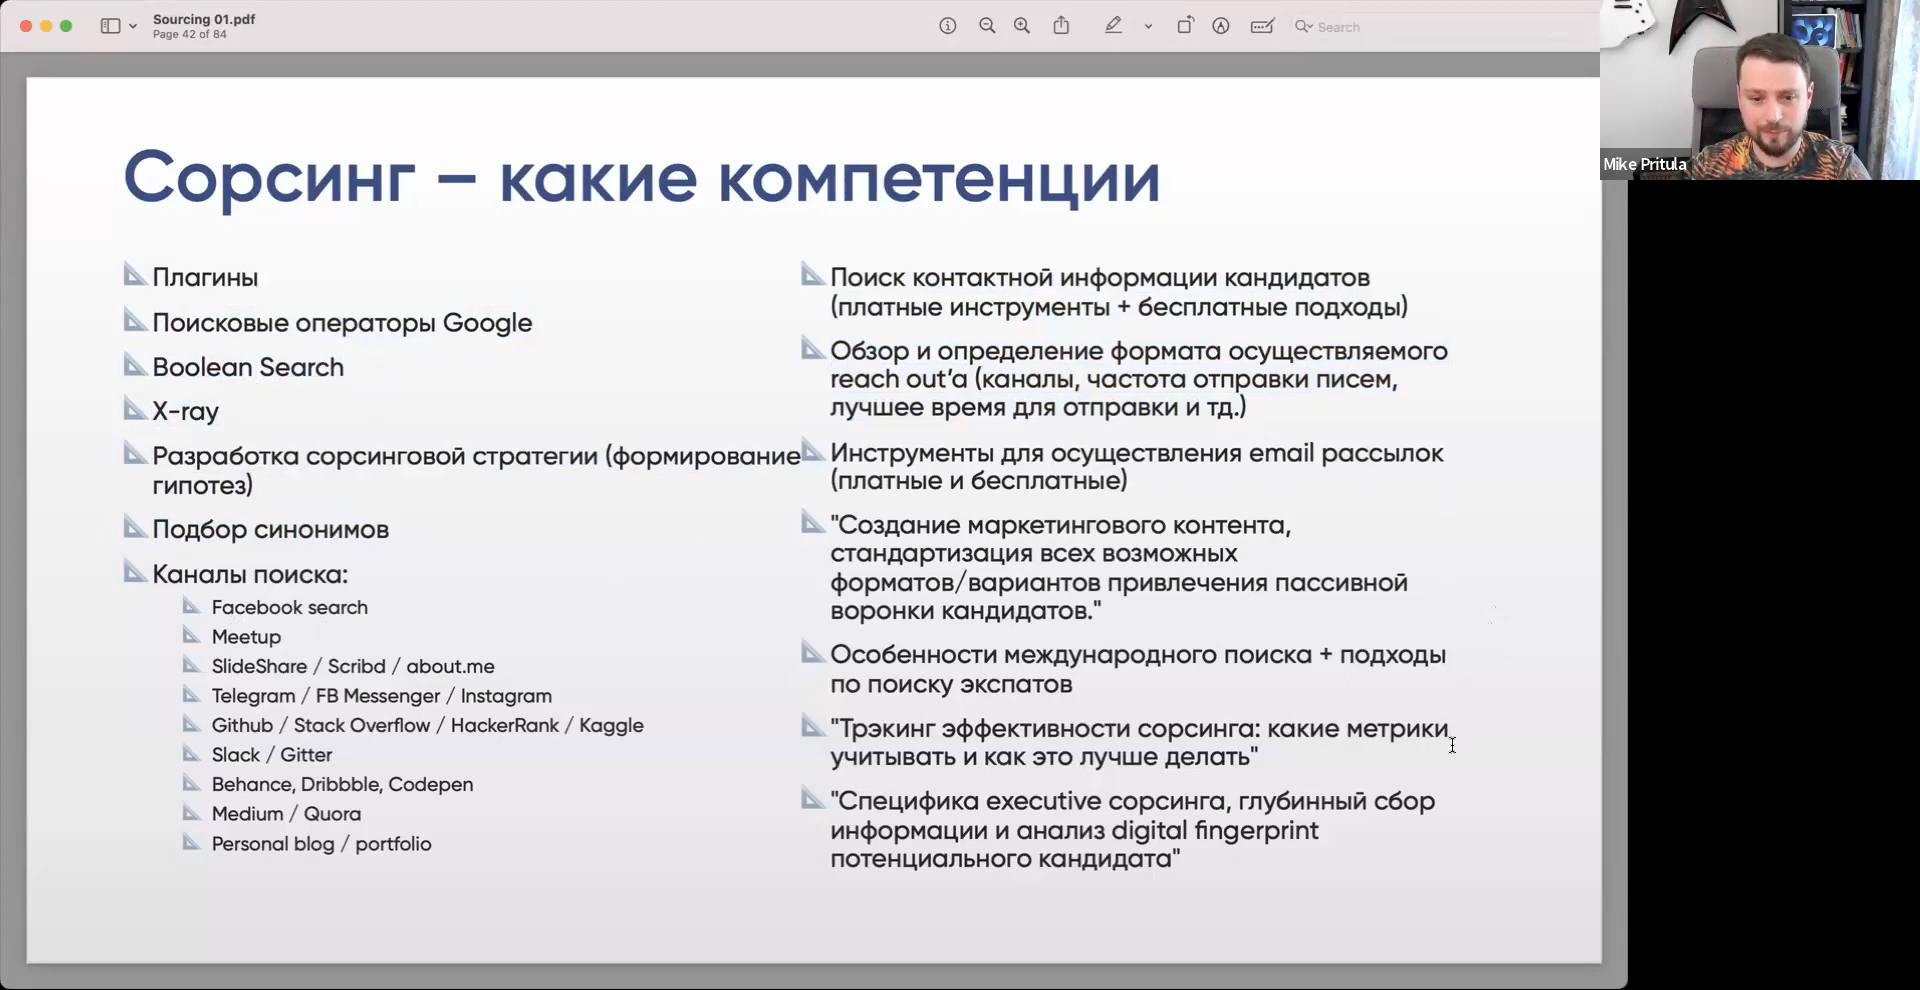 Sourcing 01.pdf
Page 42 of 84
Search
Mike Pritula
Сорсинг – какие компетенции
Плагины
Поисковые операторы Google
Boolean Search
X-ray
Разработка сорсинговой стратегии (формирование
гипотез)
Подбор синонимов
Каналы поиска:
Facebook search
Meetup
SlideShare / Scribd / about.me
Telegram / FB Messenger / Instagram
Github / Stack Overflow / HackerRank / Kaggle
Slack / Gitter
Behance, Dribbble, Codepen
Medium / Quora
Personal blog / portfolio
Поиск контактной информации кандидатов
(платные инструменты + бесплатные подходы)
Обзор и определение формата осуществляемого
reach out’а (каналы, частота отправки писем,
лучшее время для отправки и тд.)
Инструменты для осуществления email рассылок
(платные и бесплатные)
"Создание маркетингового контента,
стандартизация всех возможных
форматов/вариантов привлечения пассивной
воронки кандидатов."
Особенности международного поиска + подходы
по поиску экспатов
"Трэкинг эффективности сорсинга: какие метрики
учитывать и как это лучше делать"
"Специфика executive сорсинга, глубинный сбор
информации и анализ digital fingerprint
потенциального кандидата"